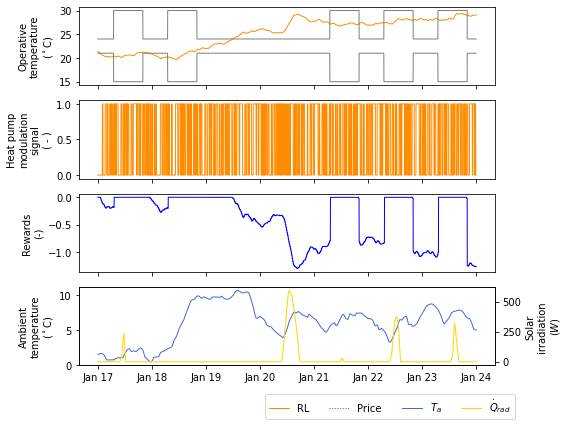 Operative
temperature
(°C)
30
25
20
15
Heat pump
modulation
signal
( - )
1.0
0.5
0.0
Rewards
(-)
0.0
−0.5
−1.0
Ambient
temperature
(°C)
10
5
0
500
250
0
Solar
irradiation
(W)
Jan 17 Jan 18 Jan 19 Jan 20 Jan 21 Jan 22 Jan 23 Jan 24
RL Price T_a Q̇_rad